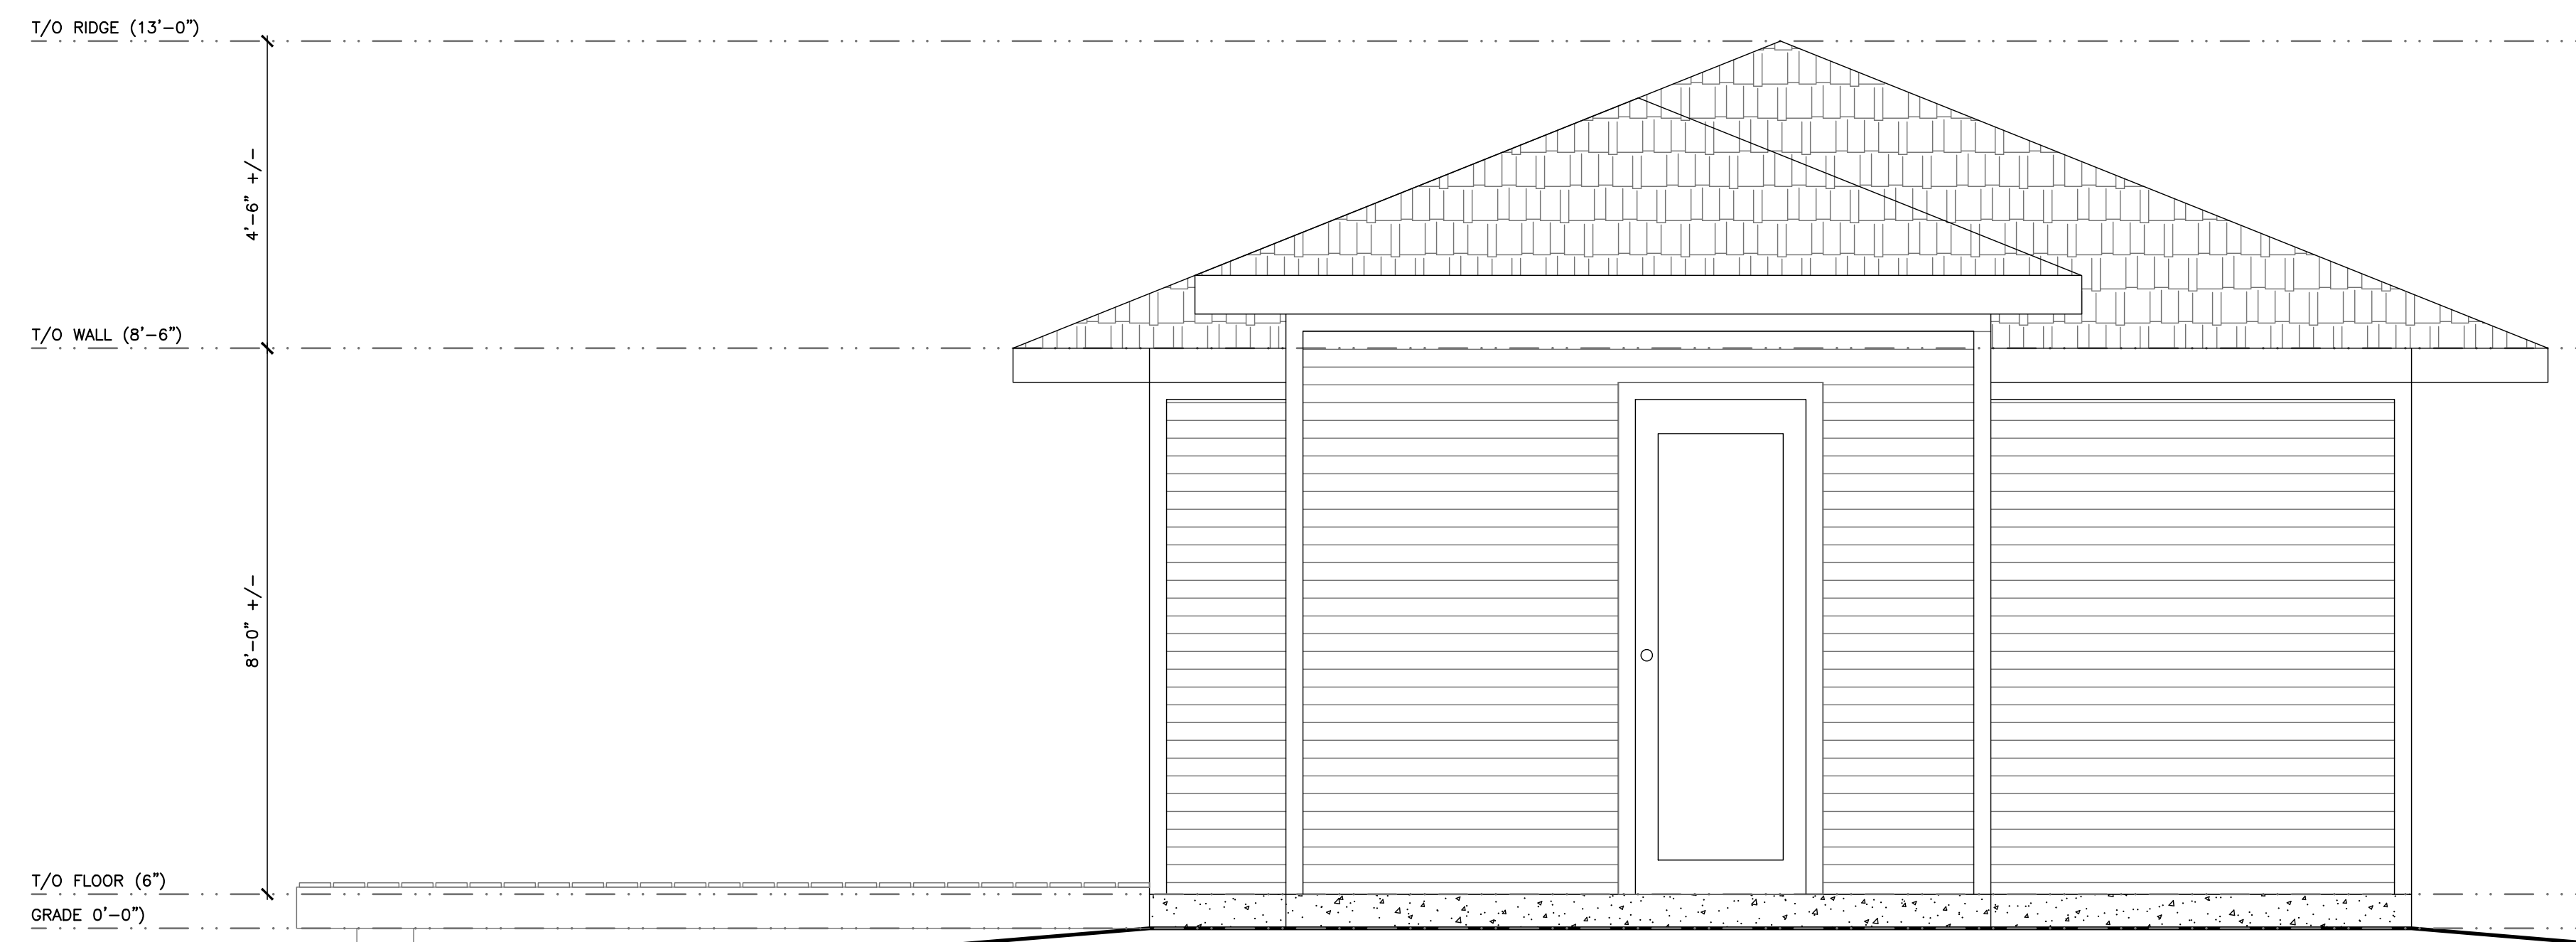 T/O RIDGE (13'-0")
4'-6" +/-
T/O WALL (8'-6")
8'-0" +/-
T/O FLOOR (6")
GRADE 0'-0")